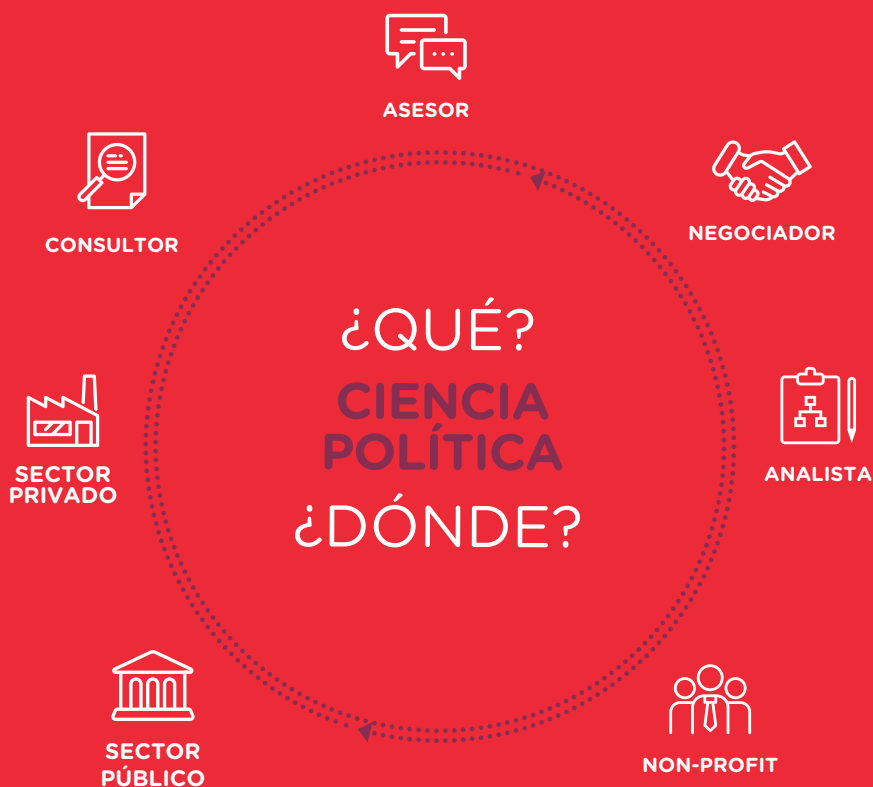 ASESOR
CONSULTOR
NEGOCIADOR
¿QUÉ?
CIENCIA
POLÍTICA
¿DÓNDE?
SECTOR
PRIVADO
ANALISTA
SECTOR
PÚBLICO
NON-PROFIT